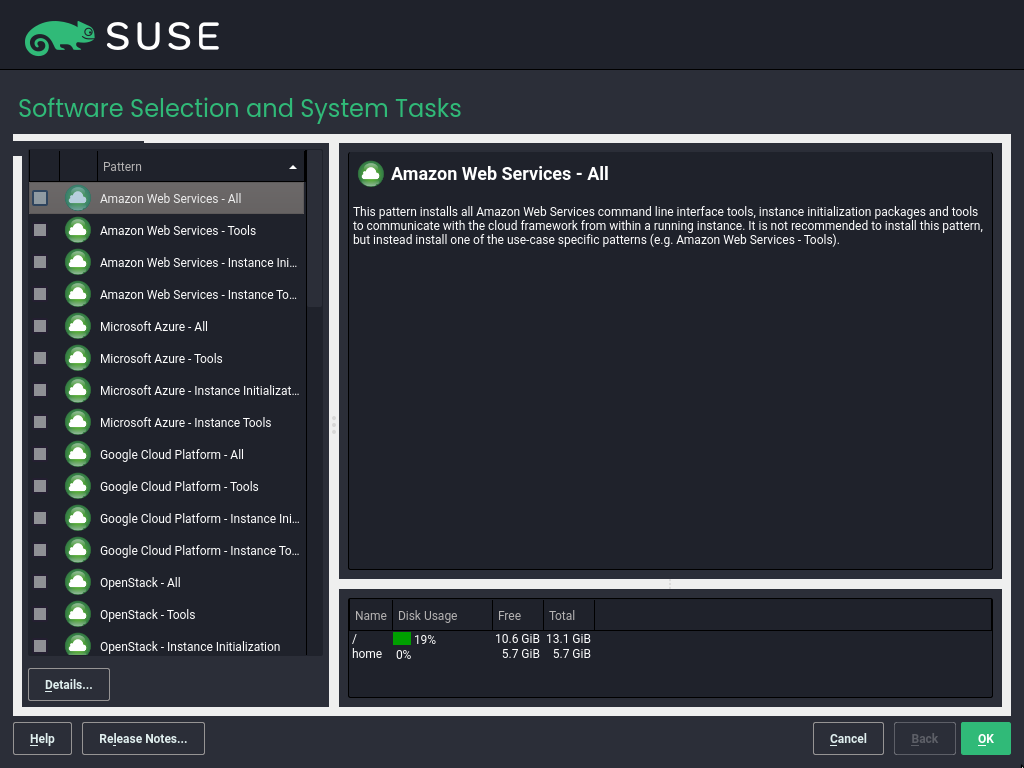 SUSE
Software Selection and System Tasks
Pattern
Amazon Web Services - All
Amazon Web Services - Tools
Amazon Web Services - Instance Ini...
Amazon Web Services - Instance To...
Microsoft Azure - All
Microsoft Azure - Tools
Microsoft Azure - Instance Initializat...
Microsoft Azure - Instance Tools
Google Cloud Platform - All
Google Cloud Platform - Tools
Google Cloud Platform - Instance Ini...
Google Cloud Platform - Instance To...
OpenStack - All
OpenStack - Tools
OpenStack - Instance Initialization
Details...
Amazon Web Services - All
This pattern installs all Amazon Web Services command line interface tools, instance initialization packages and tools
to communicate with the cloud framework from within a running instance. It is not recommended to install this pattern,
but instead install one of the use-case specific patterns (e.g. Amazon Web Services - Tools).
Name Disk Usage Free Total
/ 19% 10.6 GiB 13.1 GiB
home 0% 5.7 GiB 5.7 GiB
Help Release Notes... Cancel Back OK